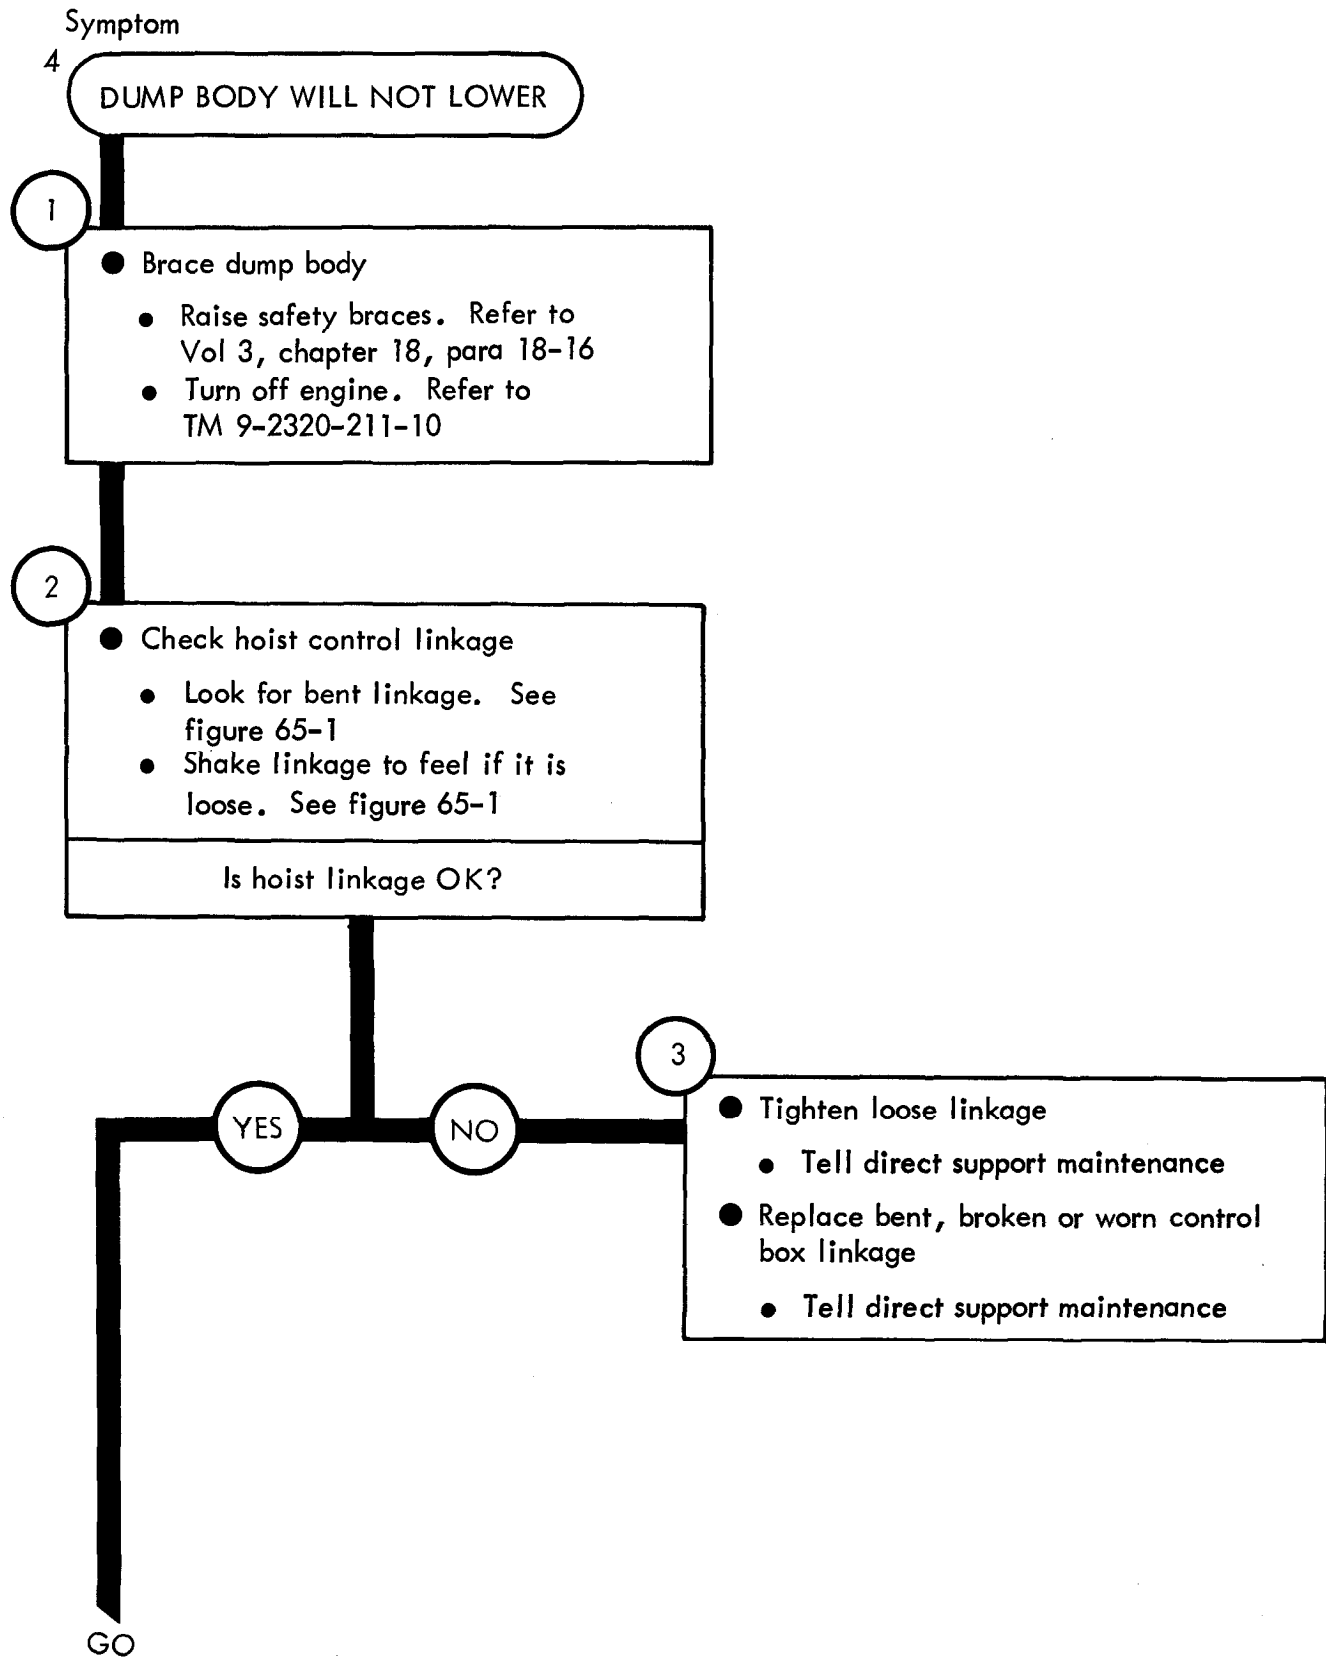 Symptom
4
DUMP BODY WILL NOT LOWER
1
● Brace dump body
● Raise safety braces. Refer to
Vol 3, chapter 18, para 18-16
● Turn off engine. Refer to
TM 9-2320-211-10
2
● Check hoist control linkage
● Look for bent linkage. See
figure 65-1
● Shake linkage to feel if it is
loose. See figure 65-1
Is hoist linkage OK?
YES
NO
3
● Tighten loose linkage
● Tell direct support maintenance
● Replace bent, broken or worn control
box linkage
● Tell direct support maintenance
GO